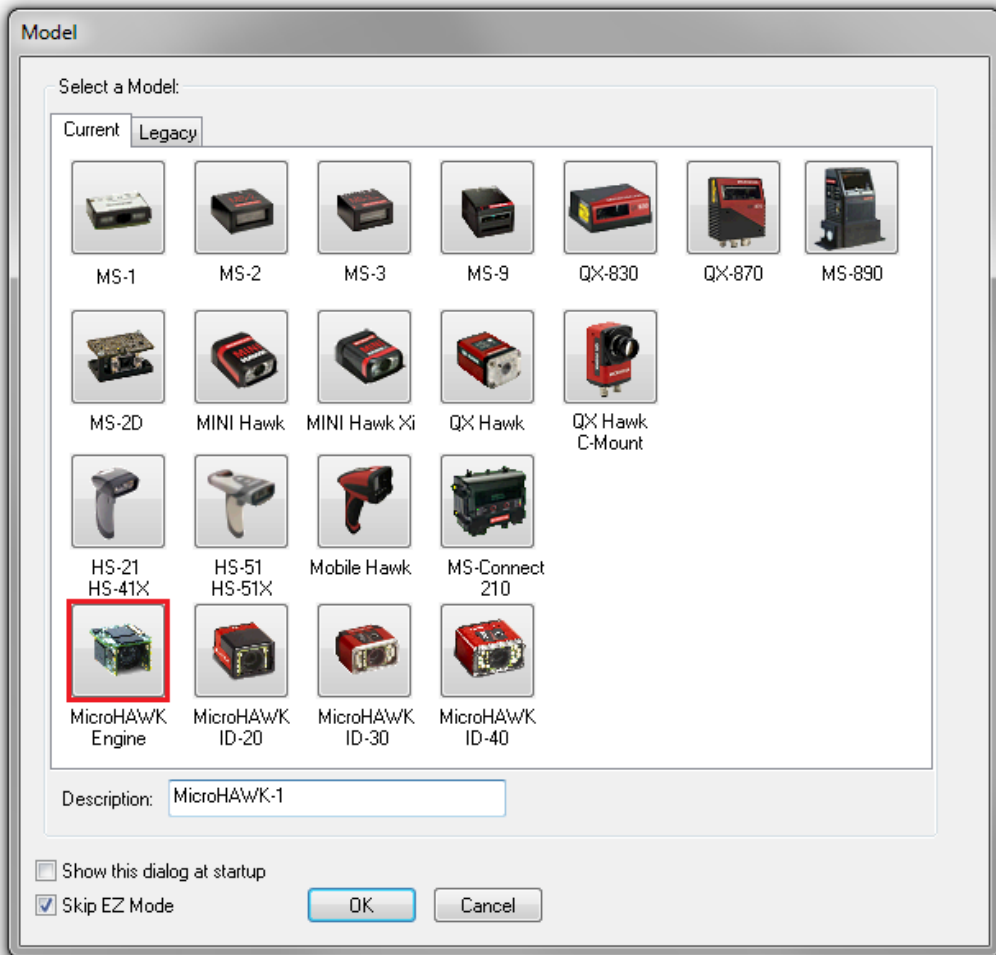 Model
Select a Model:
Current Legacy
MS-1 MS-2 MS-3 MS-9 QX-830 QX-870 MS-890
MS-2D MINI Hawk MINI Hawk Xi QX Hawk QX Hawk
C-Mount
HS-21 HS-51 Mobile Hawk MS-Connect
HS-41X HS-51X 210
MicroHAWK MicroHAWK MicroHAWK MicroHAWK
Engine ID-20 ID-30 ID-40
Description: MicroHAWK-1
Show this dialog at startup
Skip EZ Mode OK Cancel